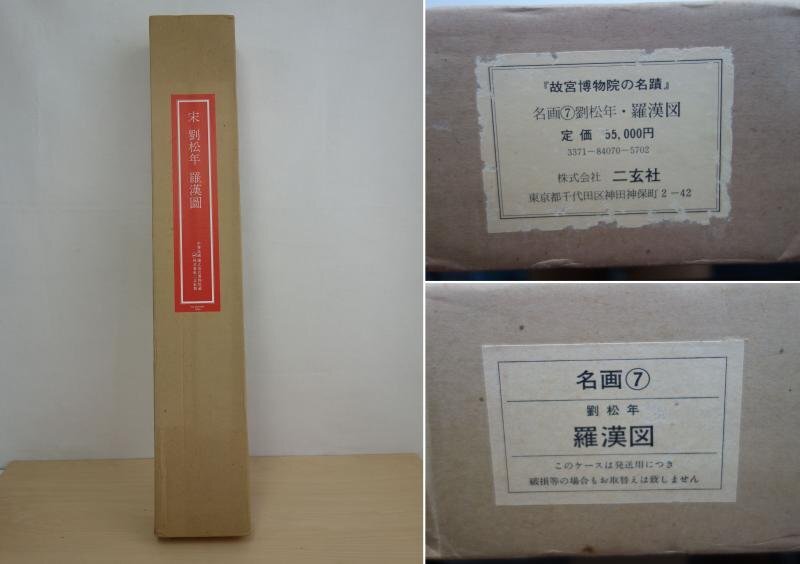 宋 劉松年 羅漢圖
『故宮博物院の名蹟』
名画⑦劉松年・羅漢図
定価 55,000円
3371-84070-5702
株式会社 二玄社
東京都千代田区神田神保町2-42
名画⑦
劉松年
羅漢図
このケースは発送用につき
破損等の場合もお取替えは致しません